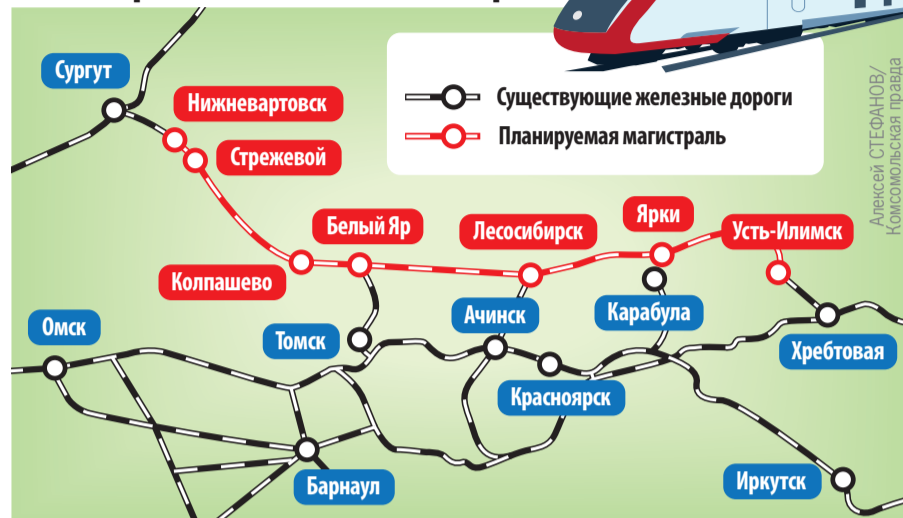 Сургут
Нижневартовск
Стрежевой
Существующие железные дороги
Планируемая магистраль
Алексей СТЕФАНОВ/
Комсомольская правда
Белый Яр
Лесосибирск
Ярки
Усть-Илимск
Колпашево
Омск
Томск
Ачинск
Карабула
Хребтовая
Красноярск
Барнаул
Иркутск